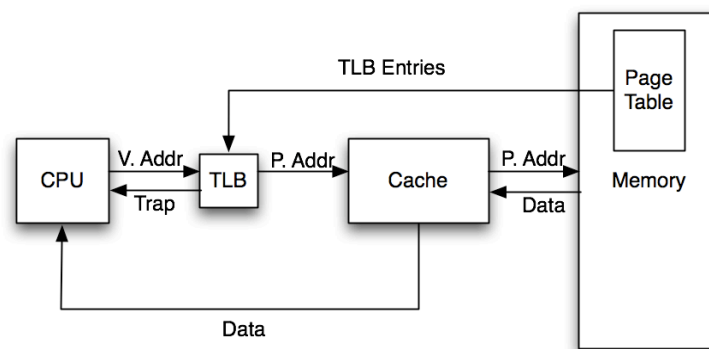 TLB Entries
Page
Table
V. Addr
P. Addr
P. Addr
CPU
TLB
Cache
Memory
Trap
Data
Data